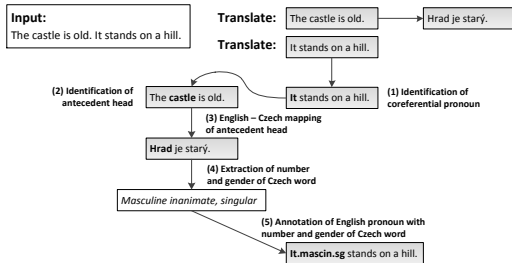 Input:
The castle is old. It stands on a hill.
Translate: The castle is old. Hrad je starý.
Translate: It stands on a hill.
(2) Identification of
antecedent head
The castle is old.
It stands on a hill.
(1) Identification of
coreferential pronoun
(3) English – Czech mapping
of antecedent head
Hrad je starý.
(4) Extraction of number
and gender of Czech word
Masculine inanimate, singular
(5) Annotation of English pronoun with
number and gender of Czech word
It.mascin.sg stands on a hill.